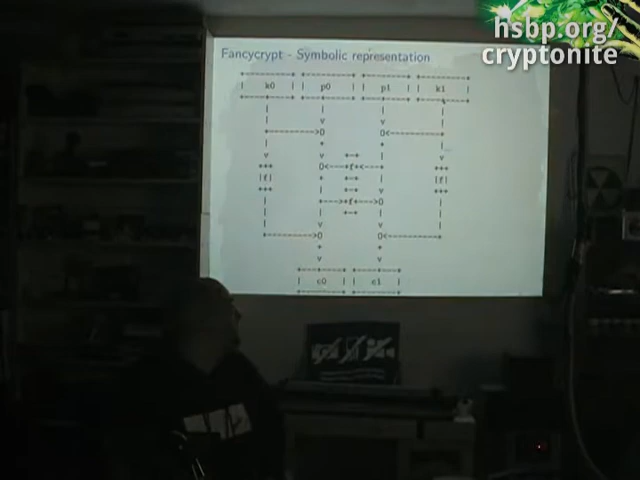 hsbp.org/
cryptonite
Fancycrypt - Symbolic representation
k0 p0 p1 k1
|f| f |f|
f
c0 c1